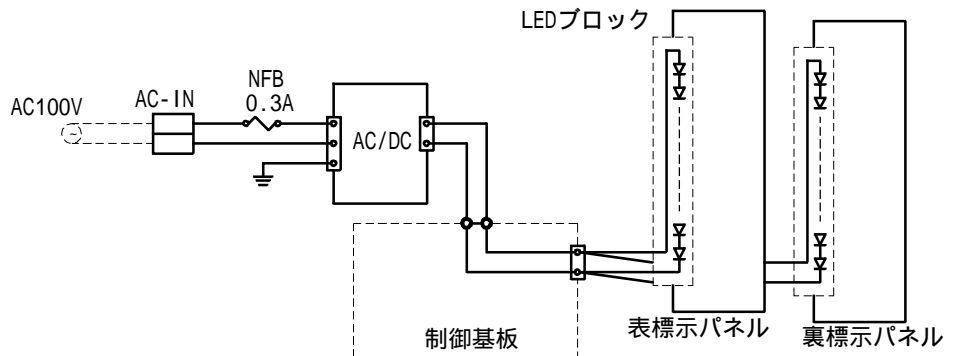 LEDブロック
NFB
0.3A
AC100V
AC-IN
AC/DC
制御基板
表標示パネル
裏標示パネル